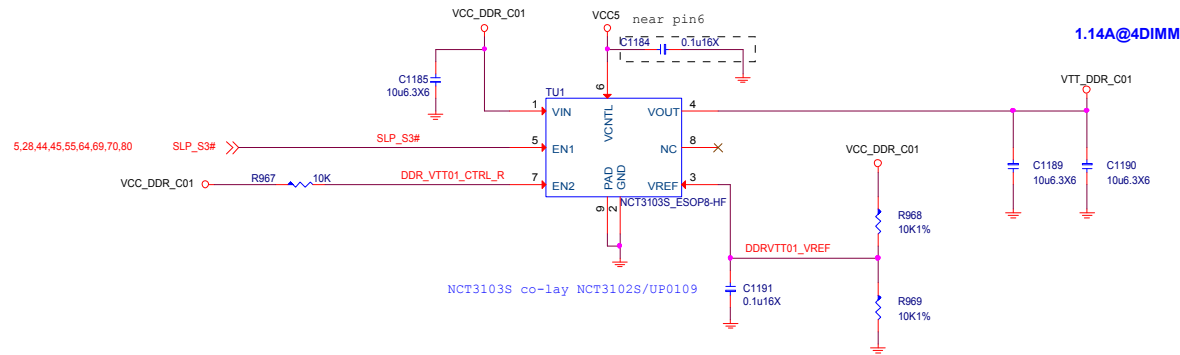 VCC_DDR_C01
VCC5
near pin6
1.14A@4DIMM
C1184
0.1u16X
C1185
10u6.3X6
VTT_DDR_C01
TU1
6
1
VIN
VCNTL
VOUT
4
5,28,44,45,55,64,69,70,80
SLP_S3#
SLP_S3#
5
EN1
NC
8
VCC_DDR_C01
VCC_DDR_C01
R967
10K
DDR_VTT01_CTRL_R
7
EN2
PAD
GND
VREF
3
C1189
10u6.3X6
C1190
10u6.3X6
9
2
NCT3103S_ESOP8-HF
R968
10K1%
DDRVTT01_VREF
NCT3103S co-lay NCT3102S/UP0109
C1191
0.1u16X
R969
10K1%